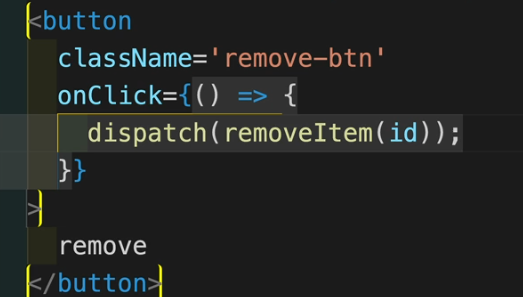 <button
className='remove-btn'
onClick={() => {
dispatch(removeItem(id));
}}
>
remove
</button>